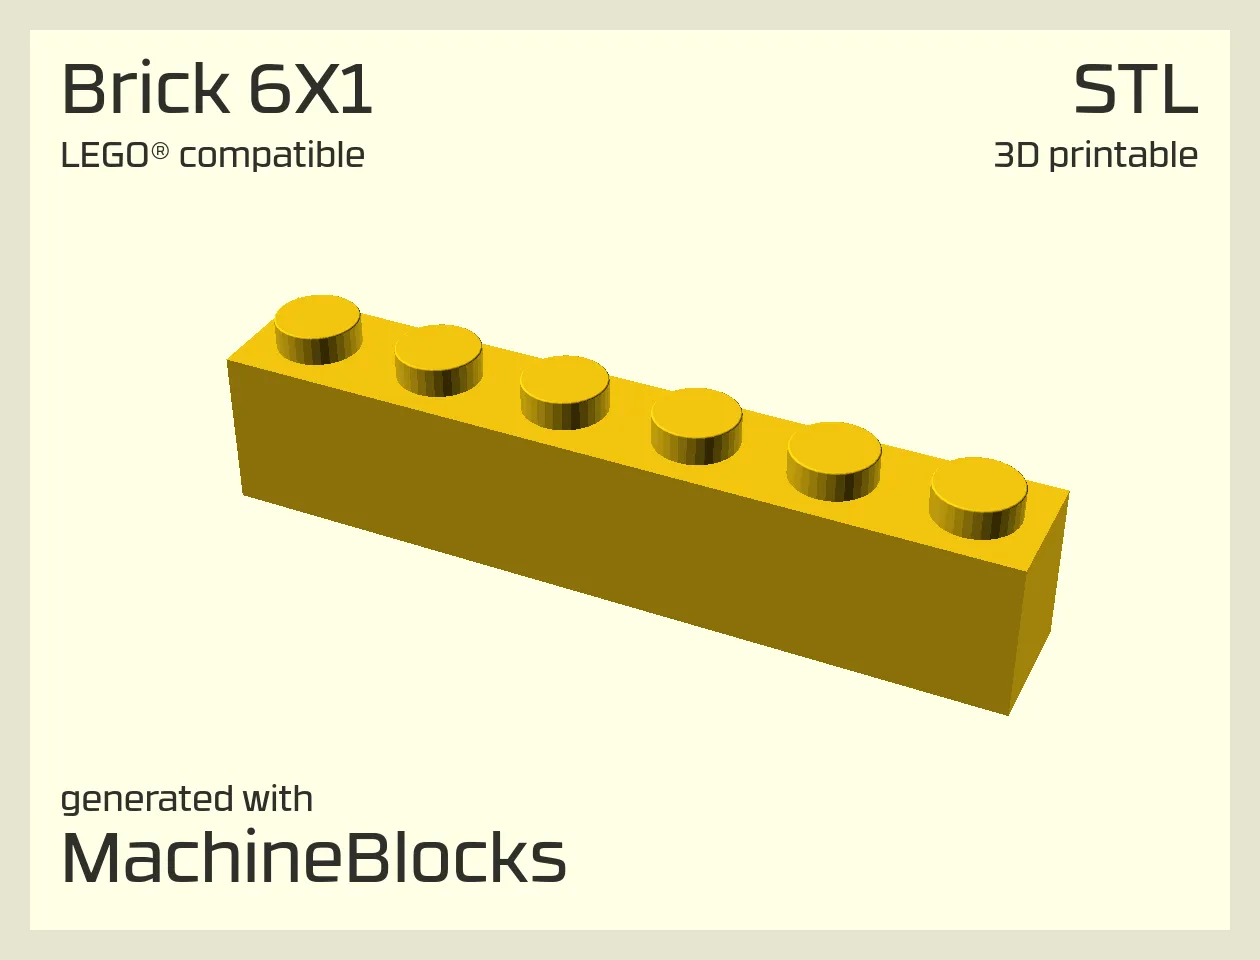 Brick 6X1
LEGO® compatible
STL
3D printable
generated with
MachineBlocks